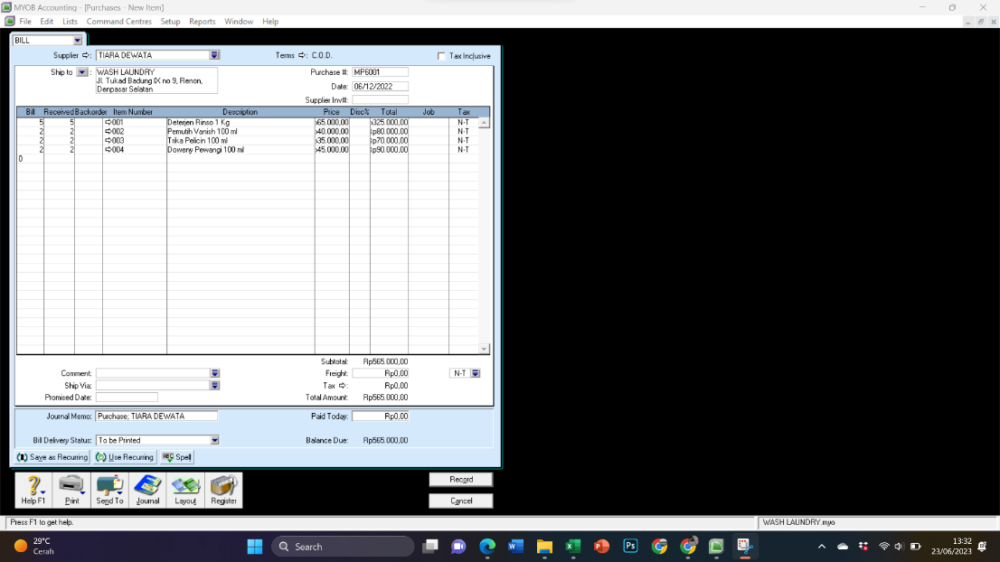 MYOB Accounting - [Purchases - New Item]
File Edit Lists Command Centres Setup Reports Window Help
BILL
Supplier : TIARA DEWATA Terms : C.O.D. Tax Inclusive
Ship to : WASH LAUNDRY
Jl. Tukad Badung IX no 9, Renon,
Denpasar Selatan
Purchase #: MP6001
Date: 06/12/2022
Supplier Inv#:
Bill Received Backorder Item Number Description Price Disc% Total Job Tax
5 5 001 Deterjen Rinso 1 Kg 65.000,00 325.000,00 N-T
2 2 002 Pemutih Vanish 100 ml 40.000,00 p80.000,00 N-T
2 2 003 Trika Pelicin 100 ml 35.000,00 p70.000,00 N-T
2 2 004 Doweny Pewangi 100 ml 45.000,00 p90.000,00 N-T
0
Subtotal: Rp565.000,00
Comment: Freight: Rp0,00 N-T
Ship Via: Tax : Rp0,00
Promised Date: Total Amount: Rp565.000,00
Journal Memo: Purchase; TIARA DEWATA Paid Today: Rp0,00
Bill Delivery Status: To be Printed Balance Due: Rp565.000,00
Save as Recurring Use Recurring ABC Spell
Help F1 Print Send To Journal Layout Register
Record
Cancel
Press F1 to get help. WASH LAUNDRY.myo
29°C
Cerah
Search
13:32
23/06/2023